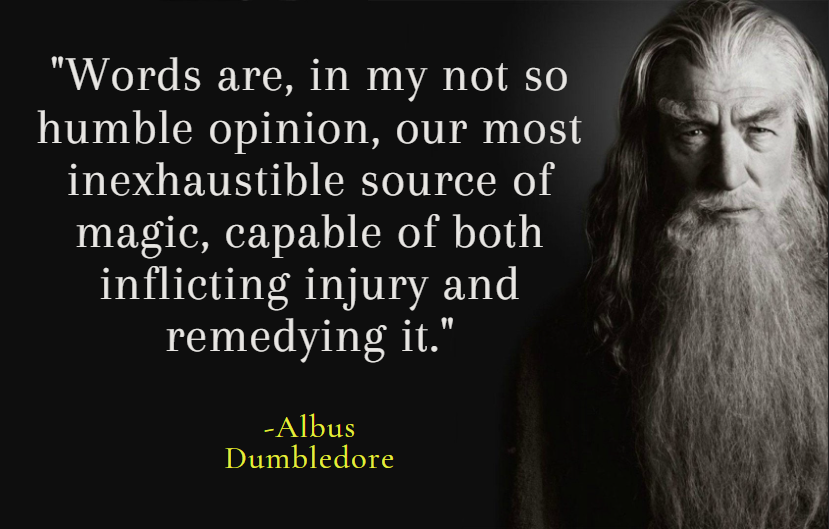 "Words are, in my not so
humble opinion, our most
inexhaustible source of
magic, capable of both
inflicting injury and
remedying it."
-Albus
Dumbledore